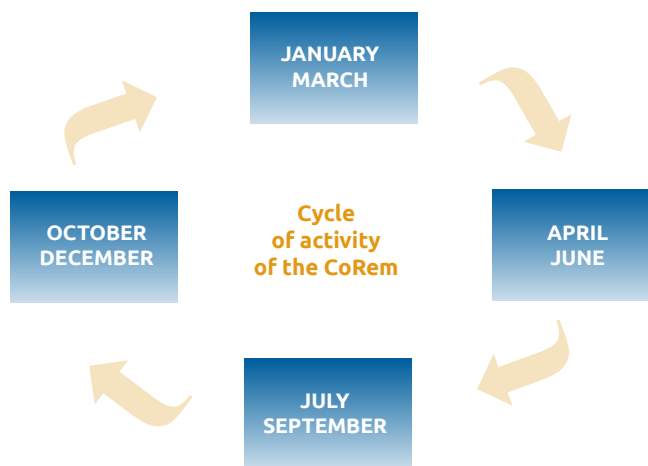 JANUARY
MARCH
OCTOBER
DECEMBER
Cycle
of activity
of the CoRem
APRIL
JUNE
JULY
SEPTEMBER